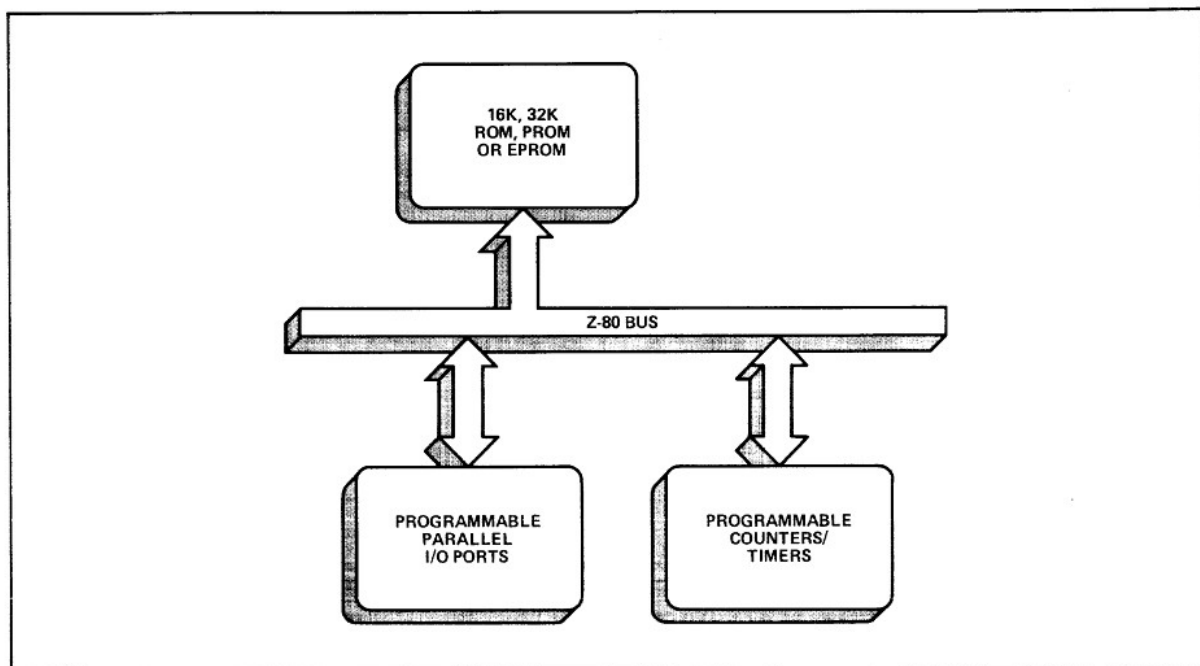 16K, 32K
ROM, PROM
OR EPROM
Z-80 BUS
PROGRAMMABLE
PARALLEL
I/O PORTS
PROGRAMMABLE
COUNTERS/
TIMERS